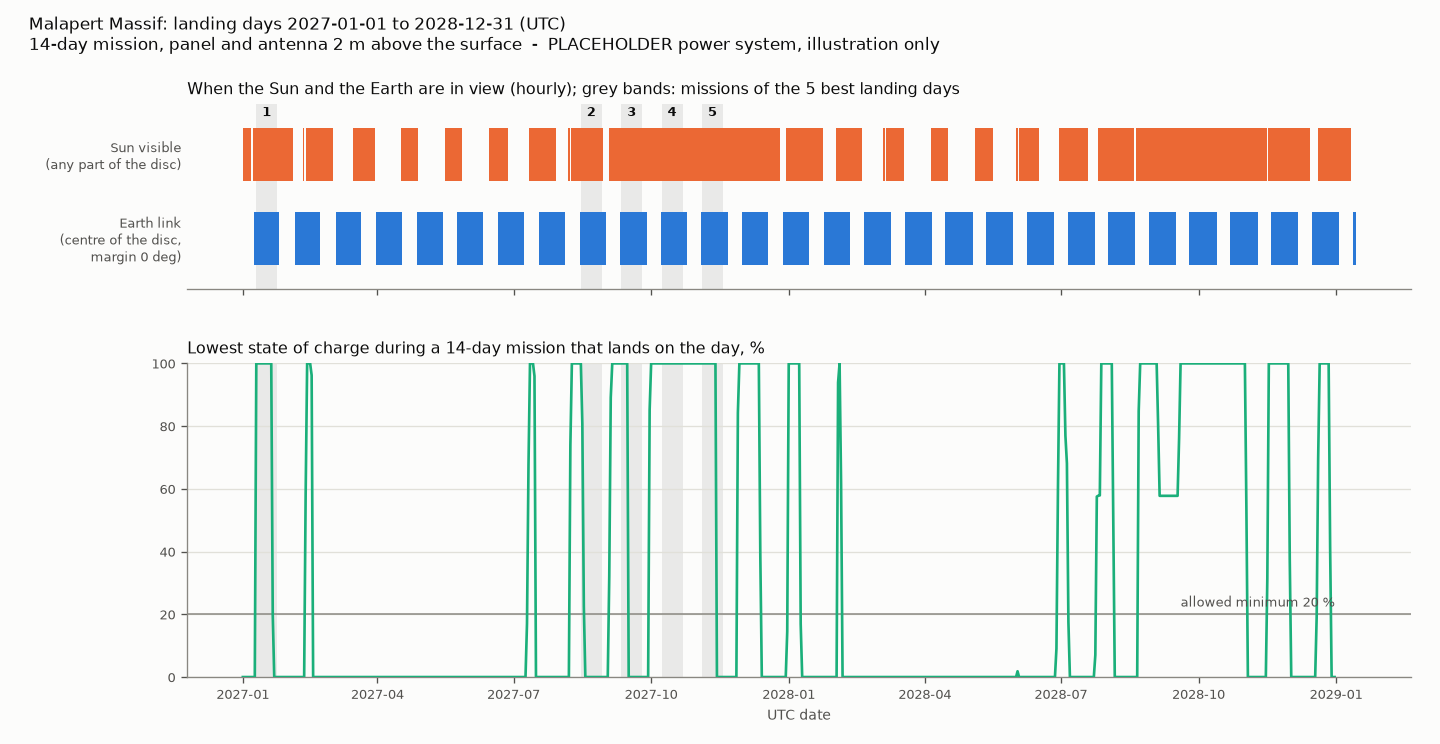 Malapert Massif: landing days 2027-01-01 to 2028-12-31 (UTC)
14-day mission, panel and antenna 2 m above the surface  -  PLACEHOLDER power system, illustration only
When the Sun and the Earth are in view (hourly); grey bands: missions of the 5 best landing days
1 2 3 4 5
Sun visible
(any part of the disc)
Earth link
(centre of the disc,
margin 0 deg)
Lowest state of charge during a 14-day mission that lands on the day, %
100
80
60
40
20
0
allowed minimum 20 %
2027-01 2027-04 2027-07 2027-10 2028-01 2028-04 2028-07 2028-10 2029-01
UTC date